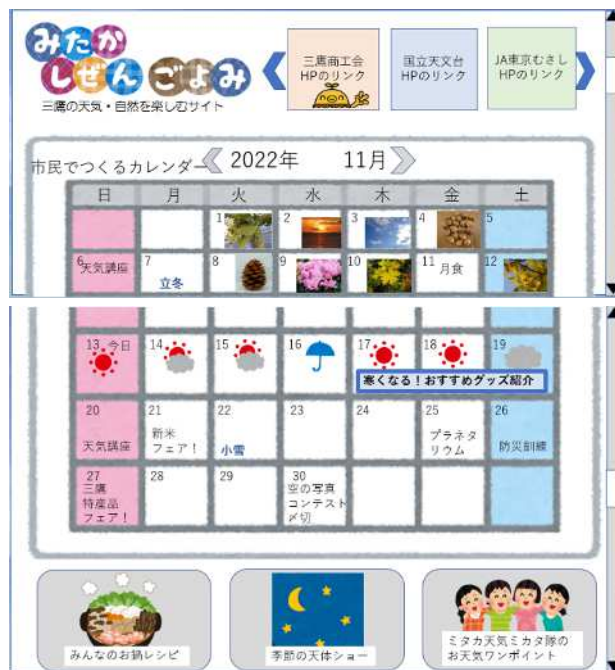 みたか
しぜんごよみ
三鷹の天気・自然を楽しむサイト
三鷹商工会
HPのリンク
国立天文台
HPのリンク
JA東京むさし
HPのリンク
市民でつくるカレンダー
2022年 11月
日 月 火 水 木 金 土
1 2 3 4 5
6 天気講座
7 立冬
8 9 10
11 月食
12
13 今日
14 15 16 17 18 19
寒くなる！おすすめグッズ紹介
20
天気講座
21
新米
フェア！
22
小雪
23
24
25
プラネタ
リウム
26
防災訓練
27
三鷹
特産品
フェア！
28
29
30
空の写真
コンテスト
〆切
みんなのお鍋レシピ
季節の天体ショー
ミタカ天気ミカタ隊の
お天気ワンポイント